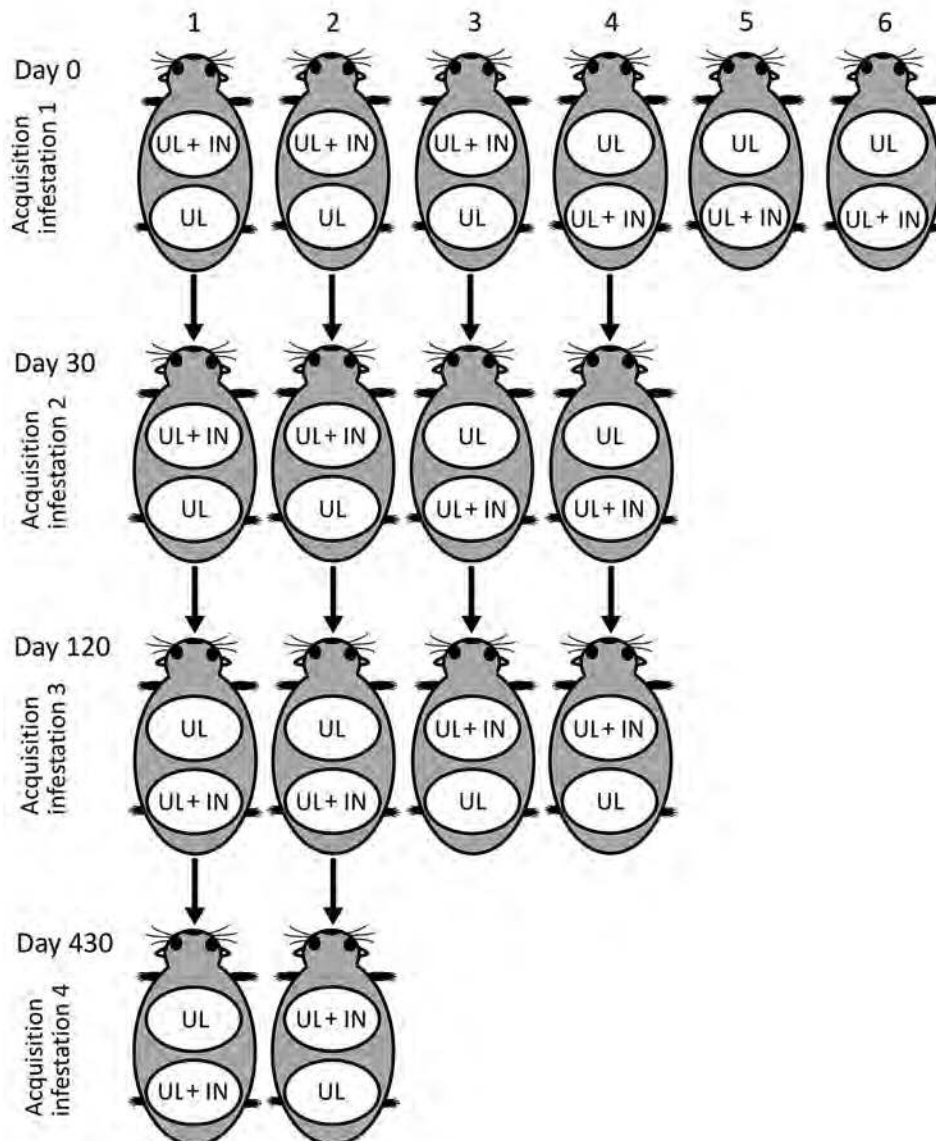 1 2 3 4 5 6
Day 0
Acquisition
infestation 1
UL + IN UL + IN UL + IN UL UL UL
UL UL UL UL + IN UL + IN UL + IN
Day 30
Acquisition
infestation 2
UL + IN UL + IN UL UL
UL UL UL + IN UL + IN
Day 120
Acquisition
infestation 3
UL UL UL + IN UL + IN
UL + IN UL + IN UL UL
Day 430
Acquisition
infestation 4
UL UL + IN
UL + IN UL